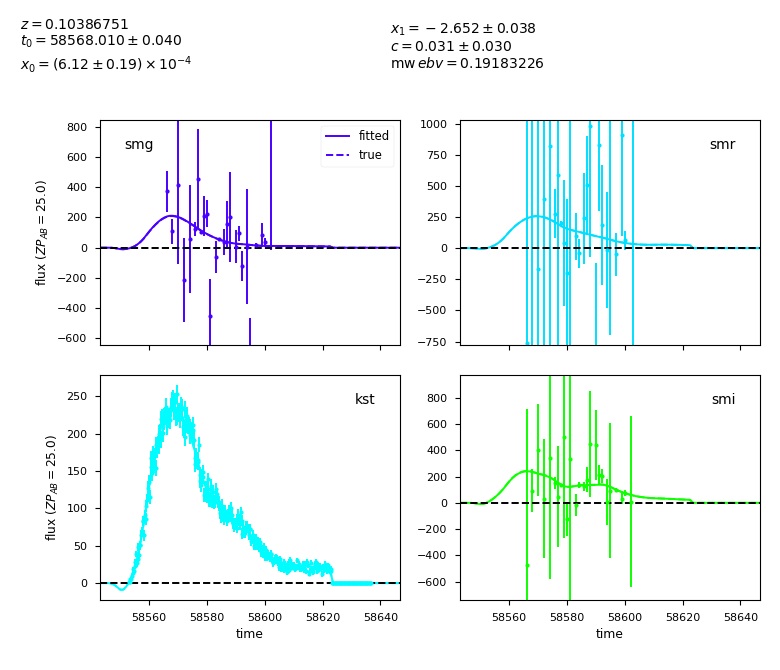 z = 0.10386751
t₀ = 58568.010 ± 0.040
x₀ = (6.12 ± 0.19) × 10⁻⁴
x₁ = −2.652 ± 0.038
c = 0.031 ± 0.030
mw ebv = 0.19183226
smg
fitted
true
flux (ZP_AB = 25.0)
800
600
400
200
0
−200
−400
−600
smr
1000
750
500
250
0
−250
−500
−750
kst
flux (ZP_AB = 25.0)
250
200
150
100
50
0
58560 58580 58600 58620 58640
time
smi
800
600
400
200
0
−200
−400
−600
58560 58580 58600 58620 58640
time